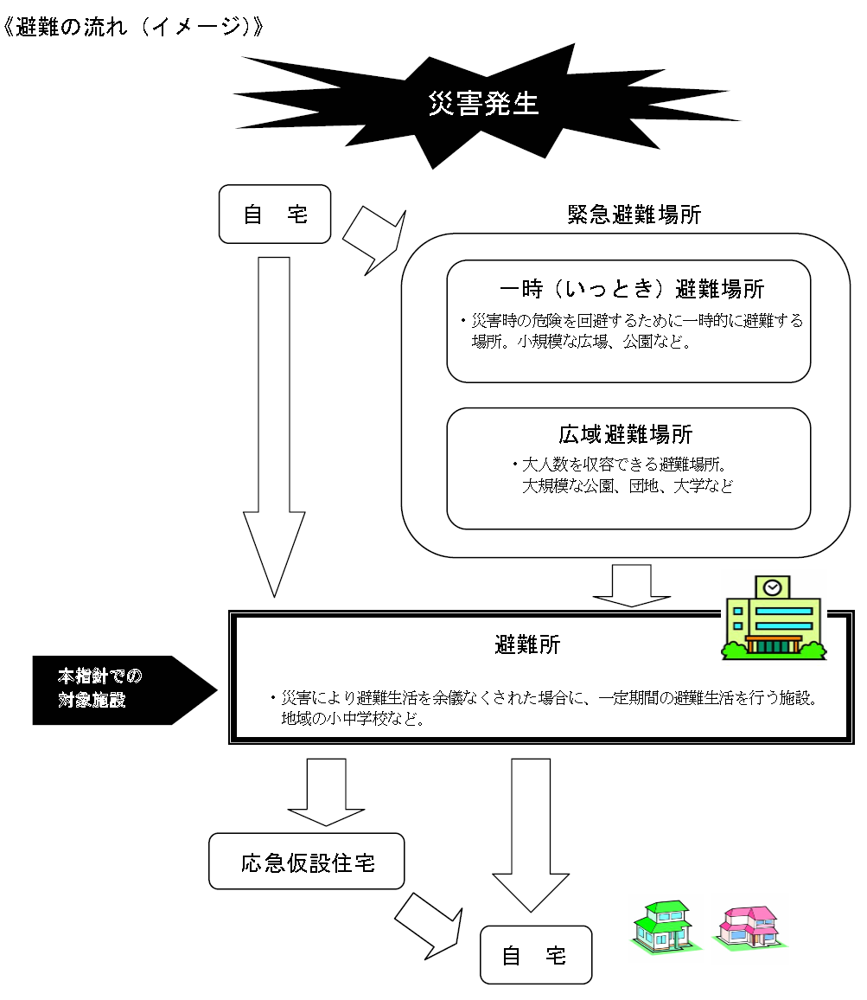 《避難の流れ（イメージ）》
災害発生
自　宅
緊急避難場所
一時（いっとき）避難場所
・災害時の危険を回避するために一時的に避難する
場所。小規模な広場、公園など。
広域避難場所
・大人数を収容できる避難場所。
大規模な公園、団地、大学など
避難所
本指針での
対象施設
・災害により避難生活を余儀なくされた場合に、一定期間の避難生活を行う施設。
地域の小中学校など。
応急仮設住宅
自　宅